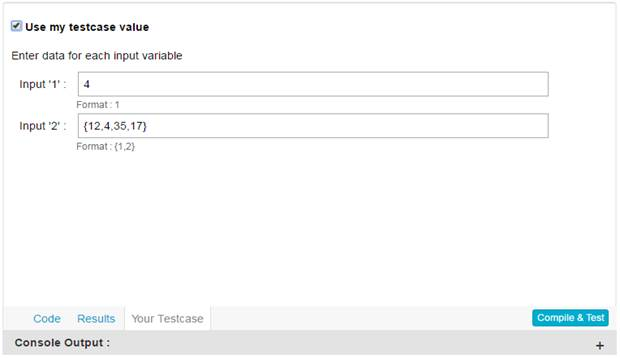 Use my testcase value
Enter data for each input variable
Input '1' : 4
Format : 1
Input '2' : {12,4,35,17}
Format : {1,2}
Code Results Your Testcase Compile & Test
Console Output : +